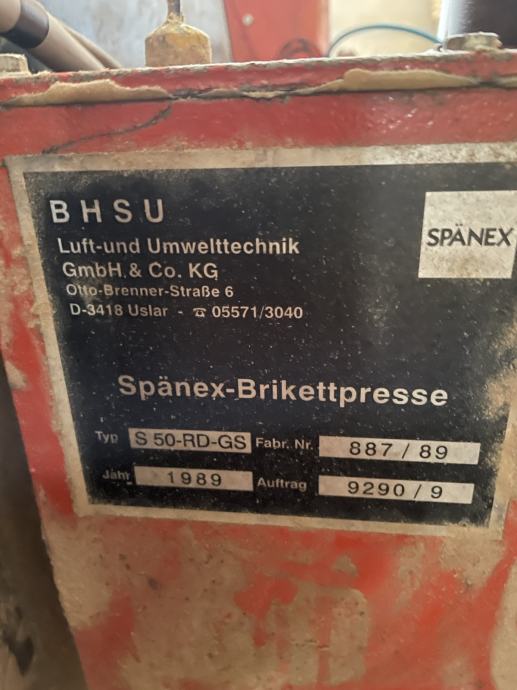 BHSU
SPÄNEX
Luft-und Umwelttechnik
GmbH. & Co. KG
Otto-Brenner-Straße 6
D-3418 Uslar - ☎ 05571/3040
Spänex-Brikettpresse
Typ S 50-RD-GS Fabr. Nr. 887 / 89
Jahr 1989 Auftrag 9290 / 9